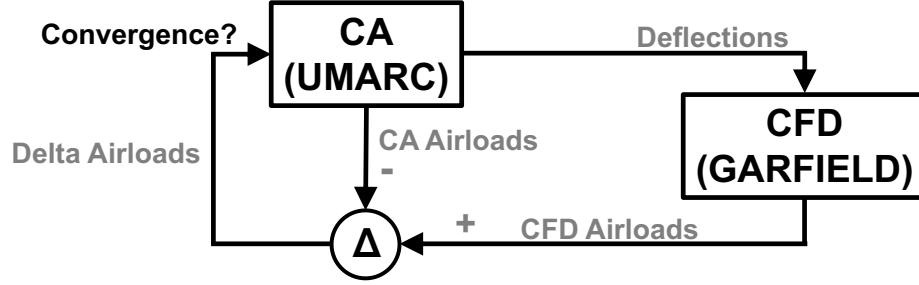 Convergence?
CA
(UMARC)
Deflections
CFD
(GARFIELD)
Delta Airloads
CA Airloads
-
+
CFD Airloads
Δ